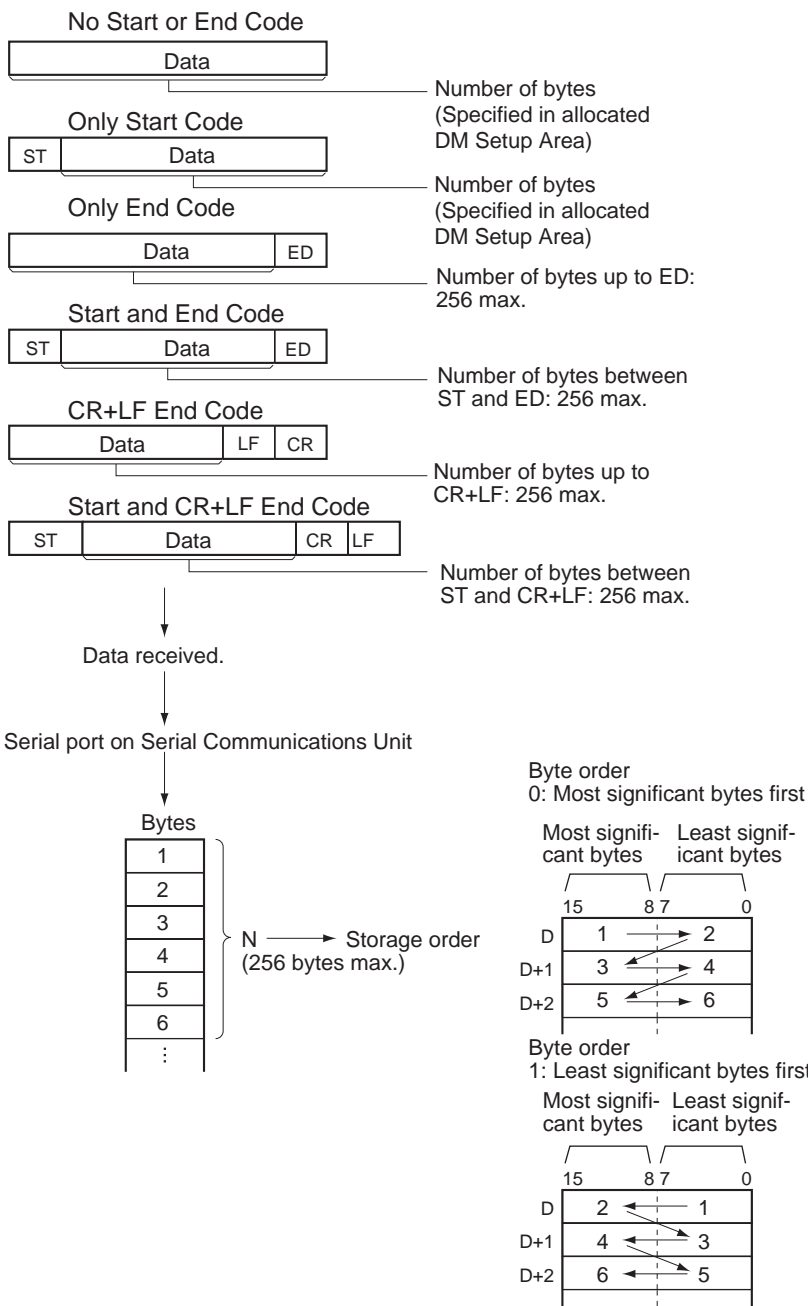 No Start or End Code
Data
Number of bytes
(Specified in allocated
DM Setup Area)
Only Start Code
ST Data
Number of bytes
(Specified in allocated
DM Setup Area)
Only End Code
Data ED
Number of bytes up to ED:
256 max.
Start and End Code
ST Data ED
Number of bytes between
ST and ED: 256 max.
CR+LF End Code
Data LF CR
Number of bytes up to
CR+LF: 256 max.
Start and CR+LF End Code
ST Data CR LF
Number of bytes between
ST and CR+LF: 256 max.
Data received.
Serial port on Serial Communications Unit
Bytes
1
2
3
4
5
6
⋮
N Storage order
(256 bytes max.)
Byte order
0: Most significant bytes first
Most signifi- Least signif-
cant bytes icant bytes
15 8 7 0
D 1 2
D+1 3 4
D+2 5 6
Byte order
1: Least significant bytes first
Most signifi- Least signif-
cant bytes icant bytes
15 8 7 0
D 2 1
D+1 4 3
D+2 6 5